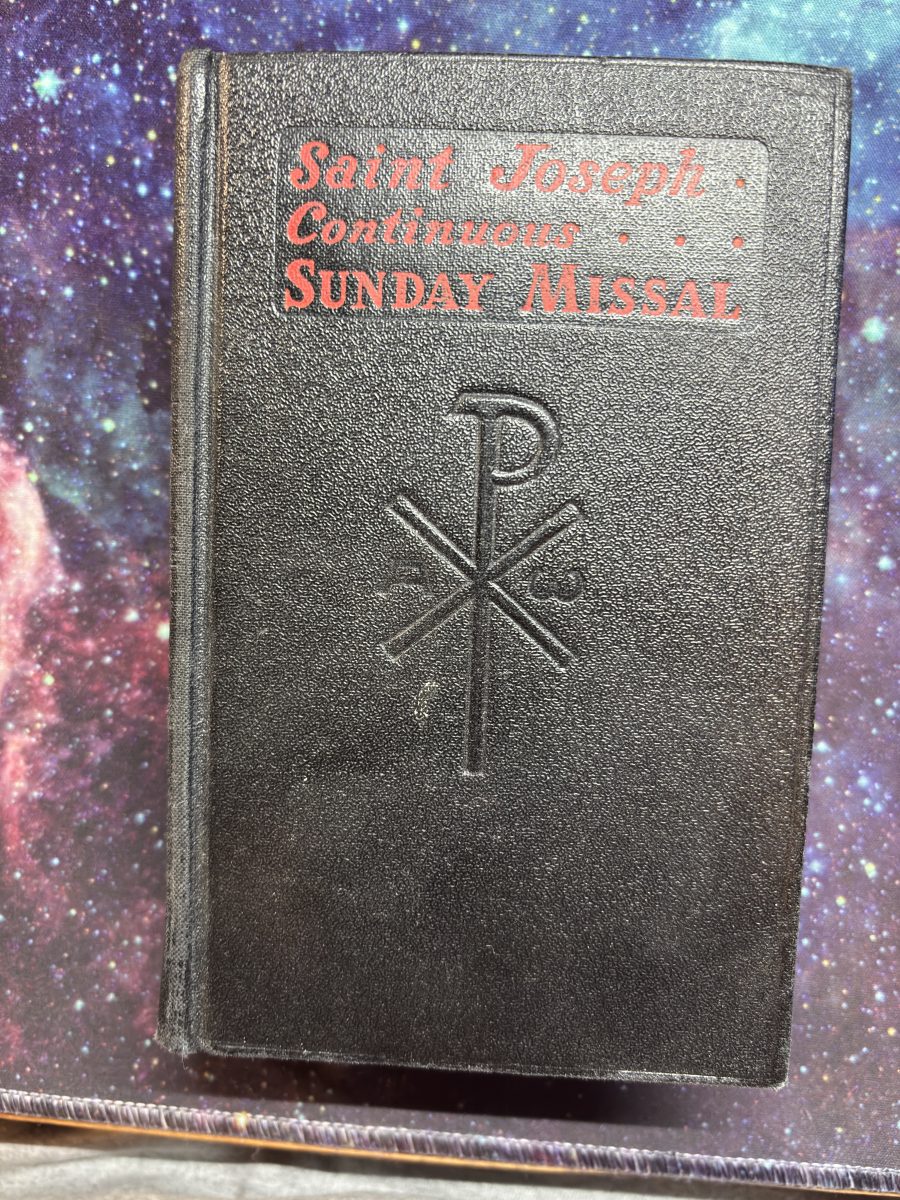 Saint Joseph .
Continuous . . .
SUNDAY MISSAL